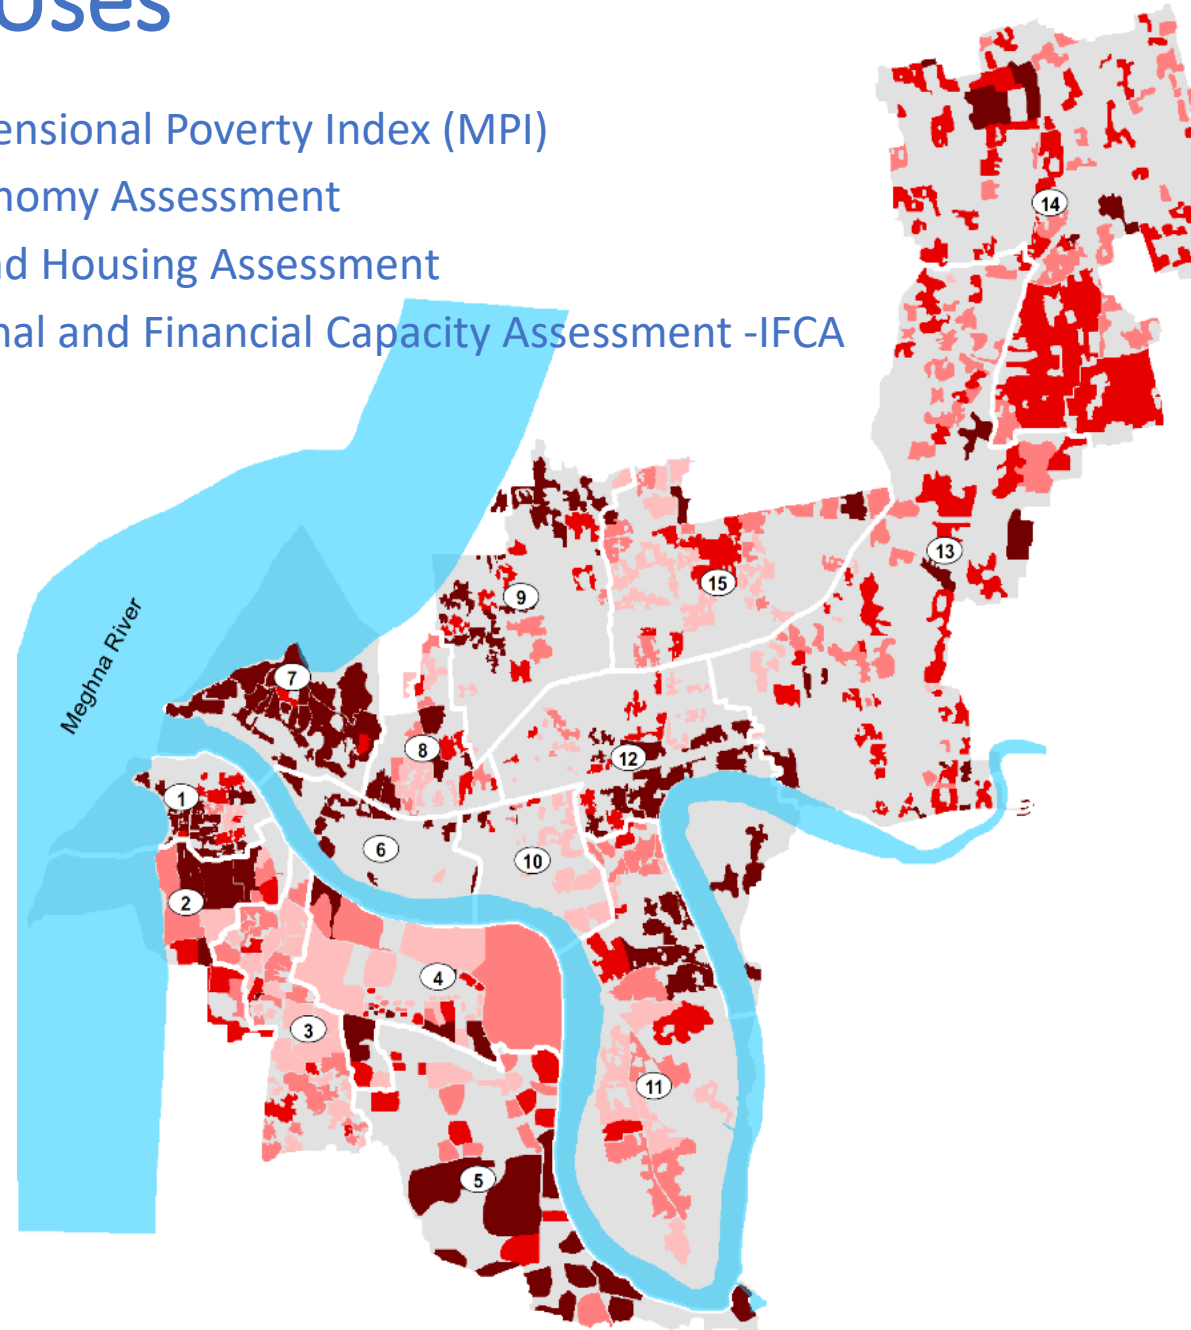 Uses
ensional Poverty Index (MPI)
nomy Assessment
nd Housing Assessment
nal and Financial Capacity Assessment -IFCA
14
13
15
9
Meghna River
7
8
12
1
6
10
2
4
3
11
5